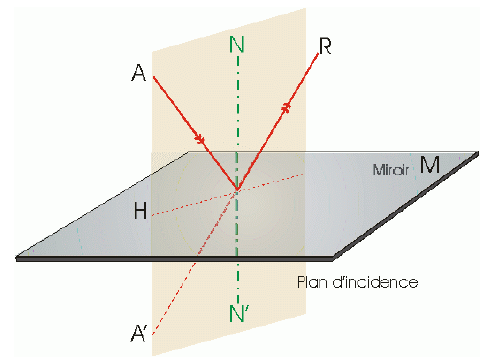 N
R
A
Miroir M
H
Plan d'incidence
N'
A'